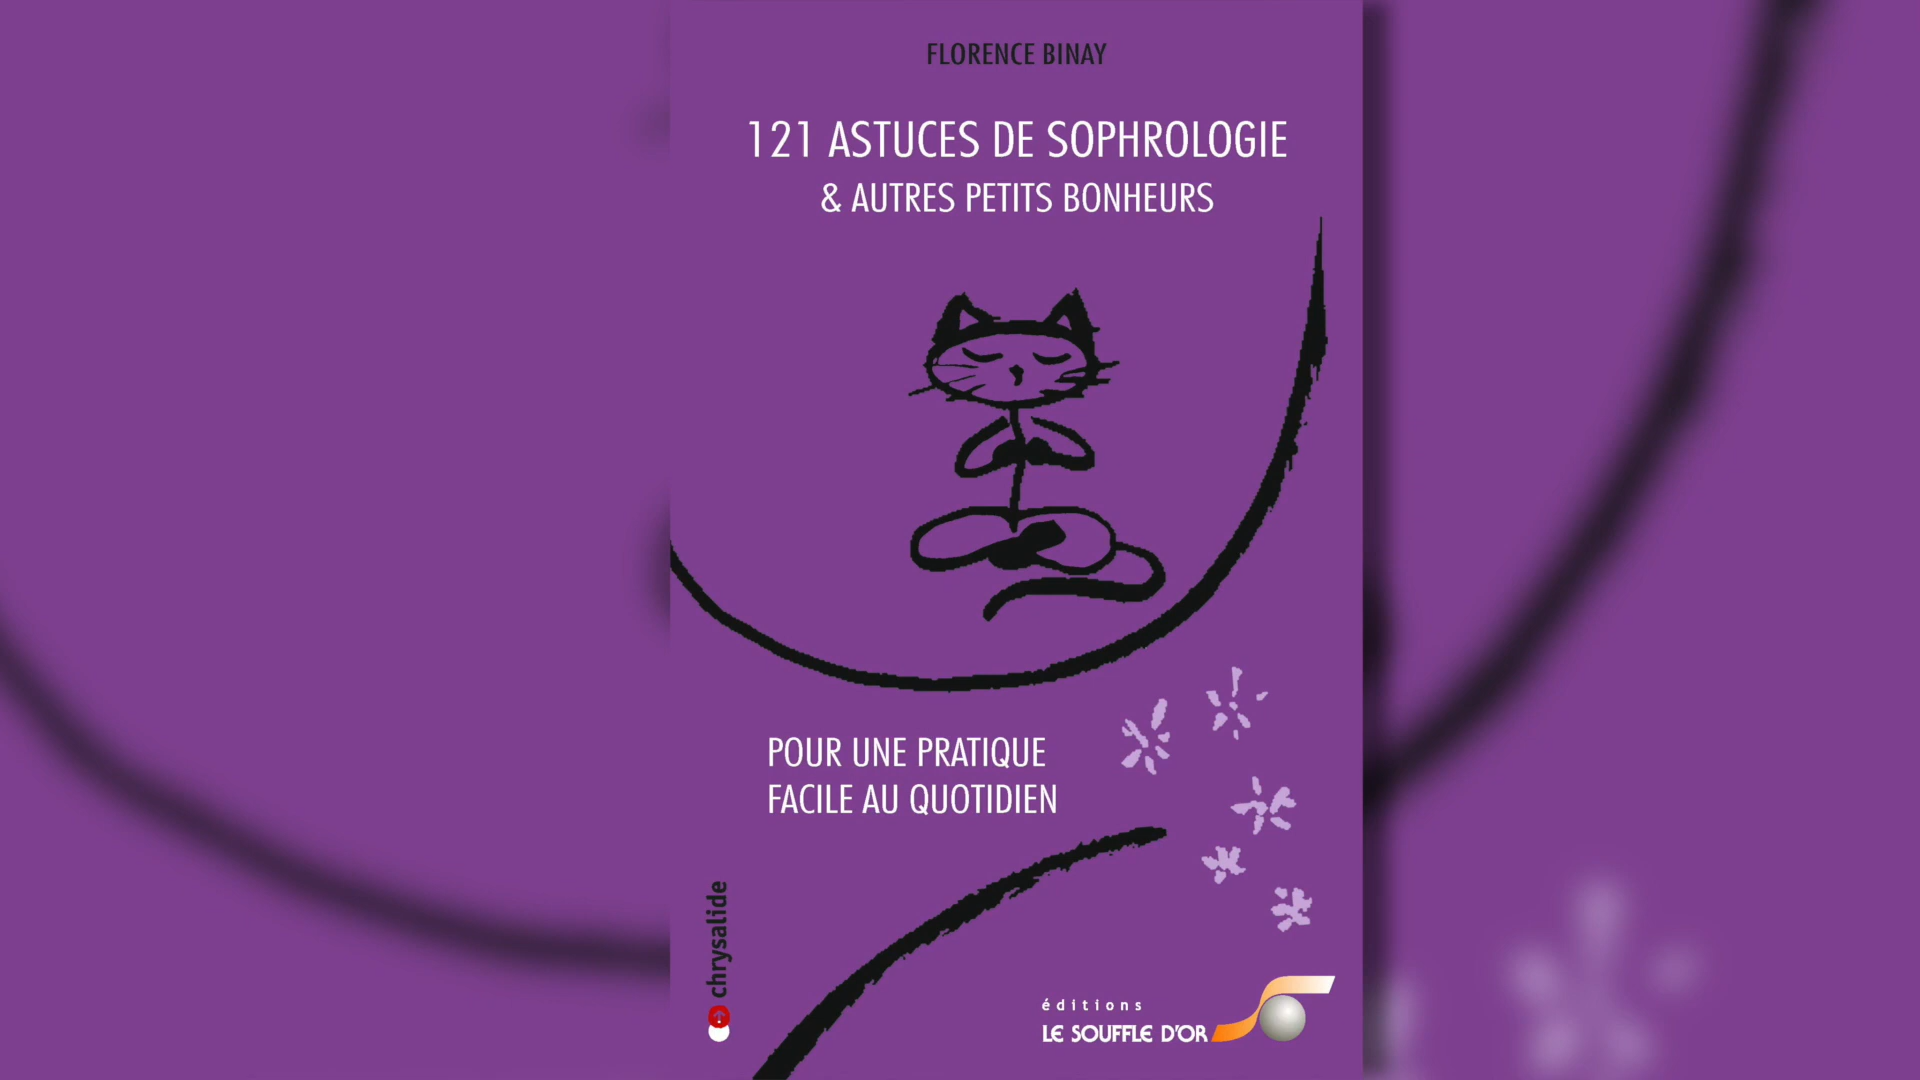 FLORENCE BINAY
121 ASTUCES DE SOPHROLOGIE
& AUTRES PETITS BONHEURS
POUR UNE PRATIQUE
FACILE AU QUOTIDIEN
chrysalide
éditions
LE SOUFFLE D'OR